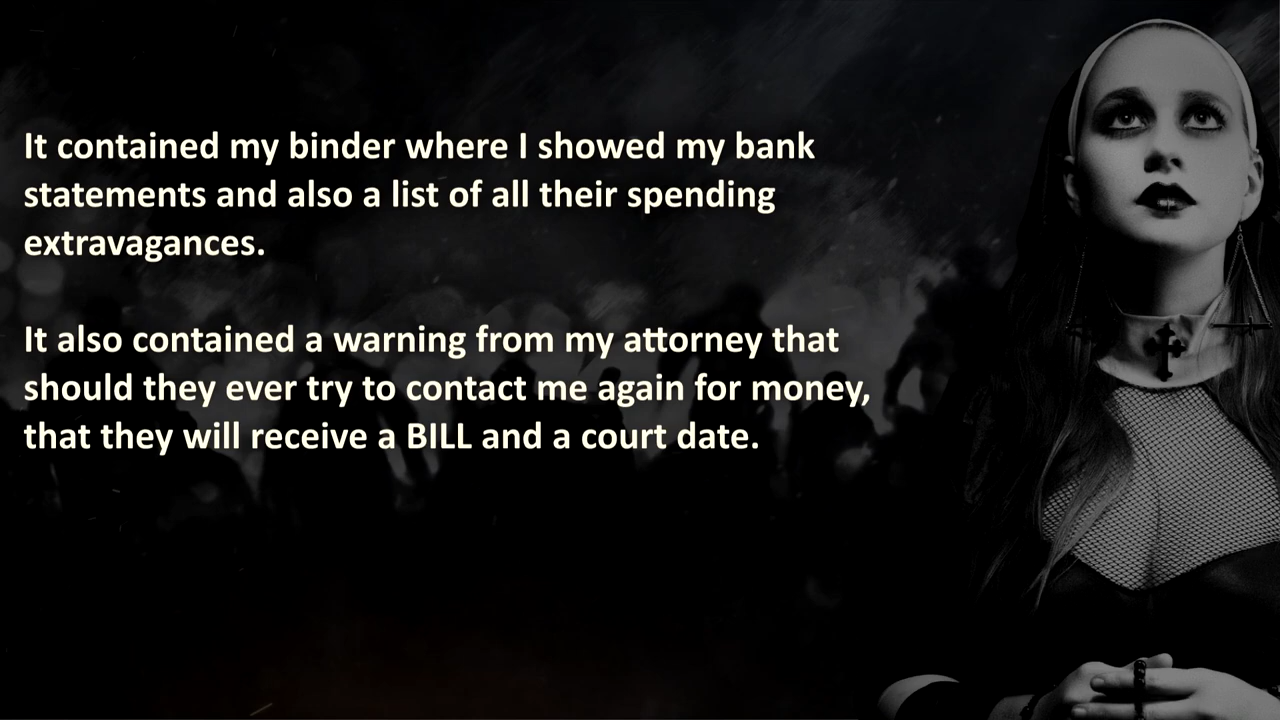 It contained my binder where I showed my bank
statements and also a list of all their spending
extravagances.
It also contained a warning from my attorney that
should they ever try to contact me again for money,
that they will receive a BILL and a court date.